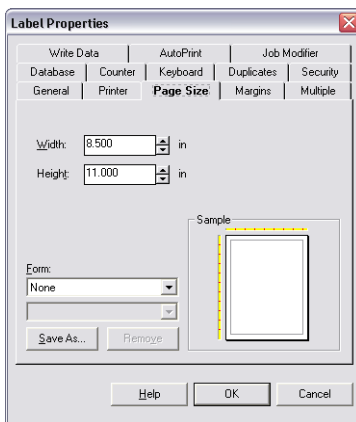 Label Properties
Write Data AutoPrint Job Modifier
Database Counter Keyboard Duplicates Security
General Printer Page Size Margins Multiple
Width: 8.500 in
Height: 11.000 in
Sample
Form:
None
Save As... Remove
Help OK Cancel